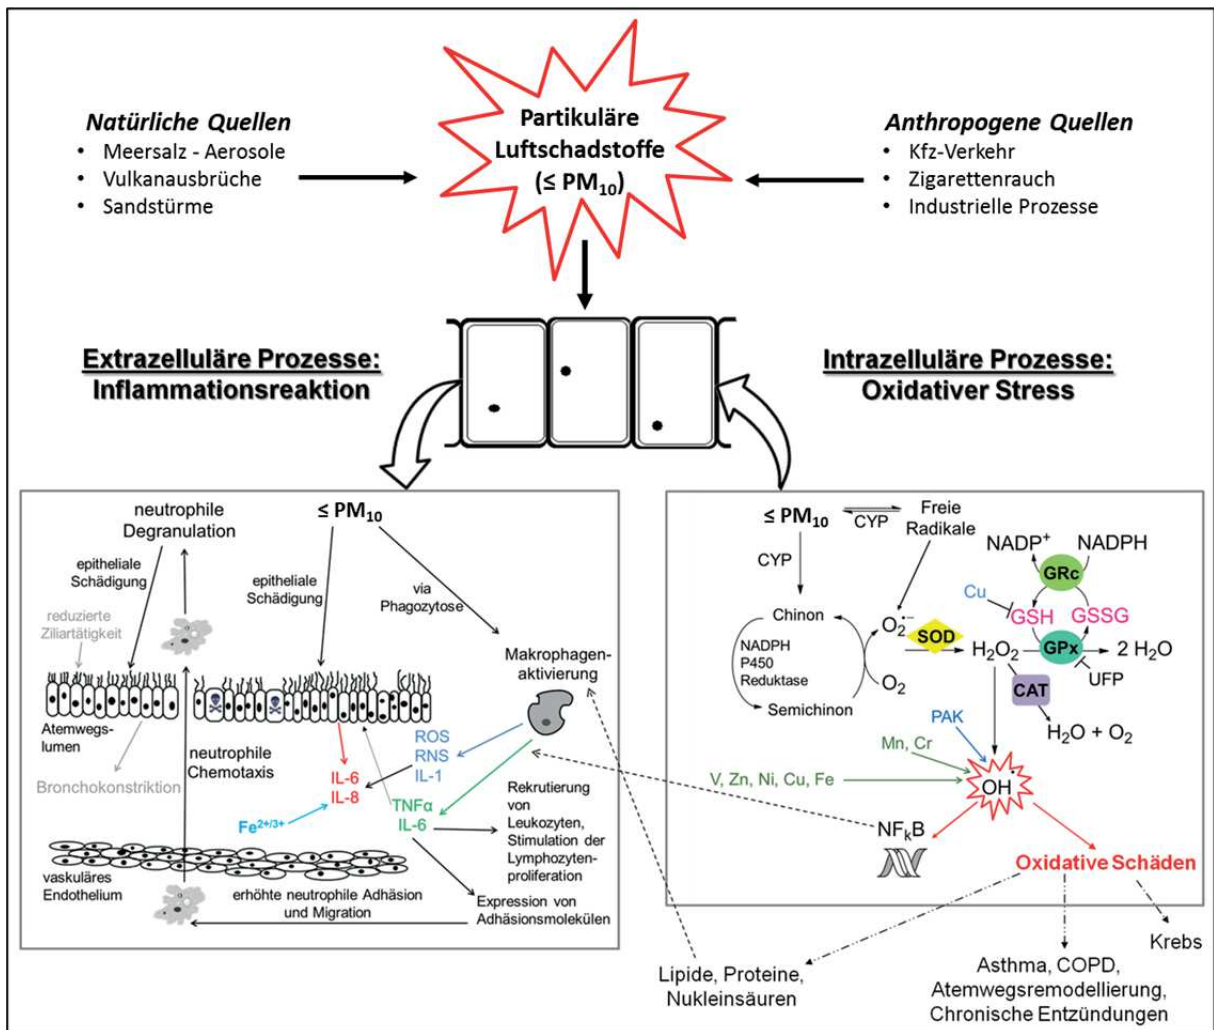 Natürliche Quellen
• Meersalz - Aerosole
• Vulkanausbrüche
• Sandstürme
Partikuläre
Luftschadstoffe
(≤ PM₁₀)
Anthropogene Quellen
• Kfz-Verkehr
• Zigarettenrauch
• Industrielle Prozesse
Extrazelluläre Prozesse:
Inflammationsreaktion
Intrazelluläre Prozesse:
Oxidativer Stress
neutrophile
Degranulation
≤ PM₁₀
epitheliale
Schädigung
epitheliale
Schädigung
via
Phagozytose
reduzierte
Ziliartätigkeit
Makrophagen-
aktivierung
Atemwegs-
lumen
neutrophile
Chemotaxis
Bronchokonstriktion
ROS
RNS
IL-1
IL-6
IL-8
Fe²⁺/³⁺
TNFα
IL-6
Rekrutierung
von
Leukozyten,
Stimulation der
Lymphozyten-
proliferation
vaskuläres
Endothelium
erhöhte neutrophile Adhäsion
und Migration
Expression von
Adhäsionsmolekülen
≤ PM₁₀
CYP
Freie
Radikale
CYP
NADP⁺
NADPH
GRc
Cu
GSH
GSSG
Chinon
O₂·⁻
SOD
H₂O₂
GPx
2 H₂O
NADPH
P450
Reduktase
O₂
UFP
CAT
Semichinon
PAK
H₂O + O₂
Mn, Cr
V, Zn, Ni, Cu, Fe
OH·
NFₖB
Oxidative Schäden
Krebs
Lipide, Proteine,
Nukleinsäuren
Asthma, COPD,
Atemwegsremodellierung,
Chronische Entzündungen